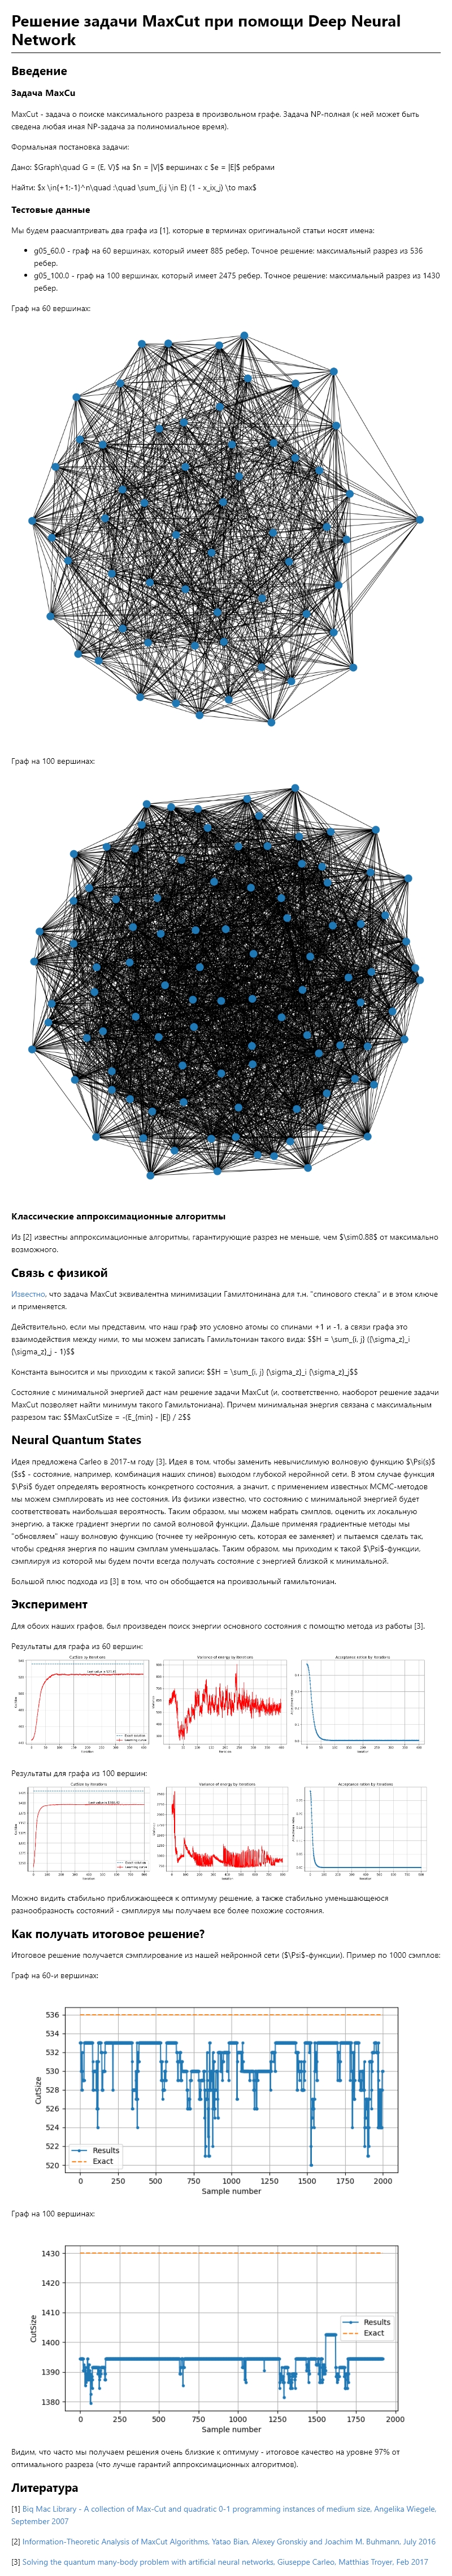 Решение задачи MaxCut при помощи Deep Neural
Network
Введение
Задача MaxCu
MaxCut - задача о поиске максимального разреза в произвольном графе. Задача NP-полная (к ней может быть
сведена любая иная NP-задача за полиномиальное время).
Формальная постановка задачи:
Дано: $Graph\quad G = (E, V)$ на $n = |V|$ вершинах с $e = |E|$ ребрами
Найти: $x \in{+1;-1}^n\quad :\quad \sum_{i,j \in E} (1 - x_ix_j) \to max$
Тестовые данные
Мы будем раасмаптривать два графа из [1], которые в терминах оригинальной статьи носят имена:
g05_60.0 - граф на 60 вершинах, который имеет 885 ребер. Точное решение: максимальный разрез из 536
ребер.
g05_100.0 - граф на 100 вершинах, который имеет 2475 ребер. Точное решение: максимальный разрез из 1430
ребер.
Граф на 60 вершинах:
Граф на 100 вершинах:
Классические аппроксимационные алгоритмы
Из [2] известны аппроксимационные алгоритмы, гарантирующие разрез не меньше, чем $\sim0.88$ от максимально
возможного.
Связь с физикой
Известно, что задача MaxCut эквивалентна минимизации Гамилтонинана для т.н. "спинового стекла" и в этом ключе
и применяется.
Действительно, если мы представим, что наш граф это условно атомы со спинами +1 и -1, а связи графа это
взаимодействия между ними, то мы можем записать Гамильтониан такого вида: $$H = \sum_{i, j} ({\sigma_z}_i
{\sigma_z}_j - 1)$$
Константа выносится и мы приходим к такой записи: $$H = \sum_{i, j} {\sigma_z}_i {\sigma_z}_j$$
Состояние с минимальной энергией даст нам решение задачи MaxCut (и, соответственно, наоборот решение задачи
MaxCut позволяет найти минимум такого Гамильтониана). Причем минимальная энергия связана с максимальным
разрезом так: $$MaxCutSize = -(E_{min} - |E|) / 2$$
Neural Quantum States
Идея предложена Carleo в 2017-м году [3]. Идея в том, чтобы заменить невычислимую волновую функцию $\Psi(s)$
($s$ - состояние, например, комбинация наших спинов) выходом глубокой неройнной сети. В этом случае функция
$\Psi$ будет определять вероятность конкретного состояния, а значит, с применением известных MCMC-методов
мы можем сэмплировать из нее состояния. Из физики известно, что состоянию с минимальной энергией будет
соответствовать наибольшая вероятность. Таким образом, мы можем набрать сэмплов, оценить их локальную
энергию, а также градиент энергии по самой волновой функции. Дальше применяя градиентные методы мы
"обновляем" нашу волновую функцию (точнее ту нейронную сеть, которая ее заменяет) и пытаемся сделать так,
чтобы средняя энергия по нашим сэмплам уменьшалась. Таким образом, мы приходим к такой $\Psi$-функции,
сэмплируя из которой мы будем почти всегда получать состояние с энергией близкой к минимальной.
Большой плюс подхода из [3] в том, что он обобщается на проивзольный гамильтониан.
Эксперимент
Для обоих наших графов, был произведен поиск энергии основного состояния с помощтю метода из работы [3].
Результаты для графа из 60 вершин:
CutSize by iterations
Variance of energy by iterations
Acceptance ration by iterations
Результаты для графа из 100 вершин:
CutSize by iterations
Variance of energy by iterations
Acceptance ration by iterations
Можно видить стабильно приближающееся к оптимуму решение, а также стабильно уменьшающеюся
разнообразность состояний - сэмплируя мы получаем все более похожие состояния.
Как получать итоговое решение?
Итоговое решение получается сэмплирование из нашей нейронной сети ($\Psi$-функции). Пример по 1000 сэмплов:
Граф на 60-и вершинах:
536
534
532
530
528
526
524
522
520
CutSize
Results
Exact
0 250 500 750 1000 1250 1500 1750 2000
Sample number
Граф на 100 вершинах:
1430
1420
1410
1400
1390
1380
CutSize
Results
Exact
0 250 500 750 1000 1250 1500 1750 2000
Sample number
Видим, что часто мы получаем решения очень близкие к оптимуму - итоговое качество на уровне 97% от
оптимального разреза (что лучще гарантий аппроксимационных алгоритмов).
Литература
[1] Biq Mac Library - A collection of Max-Cut and quadratic 0-1 programming instances of medium size, Angelika Wiegele,
September 2007
[2] Information-Theoretic Analysis of MaxCut Algorithms, Yatao Bian, Alexey Gronskiy and Joachim M. Buhmann, July 2016
[3] Solving the quantum many-body problem with artificial neural networks, Giuseppe Carleo, Matthias Troyer, Feb 2017